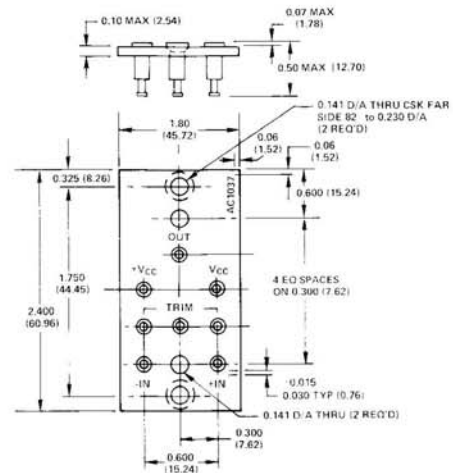 0.10 MAX (2.54)
0.07 MAX
(1.78)
0.50 MAX (12.70)
0.141 D/A THRU CSK FAR
SIDE 82 to 0.230 D/A
(2 REQ'D)
1.80
(45.72)
0.06
(1.52)
0.06
(1.52)
0.325 (8.26)
0.600 (15.24)
AC1037
OUT
+VCC
VCC
1.750
(44.45)
4 EQ SPACES
ON 0.300 (7.62)
2.400
(60.96)
TRIM
-IN
+IN
0.015
0.030 TYP (0.76)
0.141 D/A THRU (2 REQ'D)
0.300
(7.62)
0.600
(15.24)